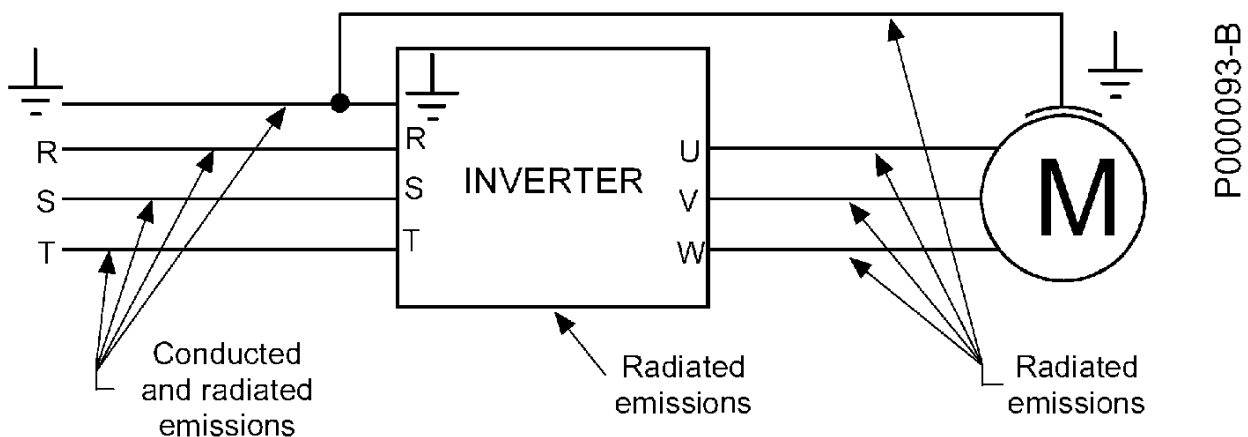 P000093-B
R
S
T
R
S
T
INVERTER
U
V
W
M
Conducted
and radiated
emissions
Radiated
emissions
Radiated
emissions